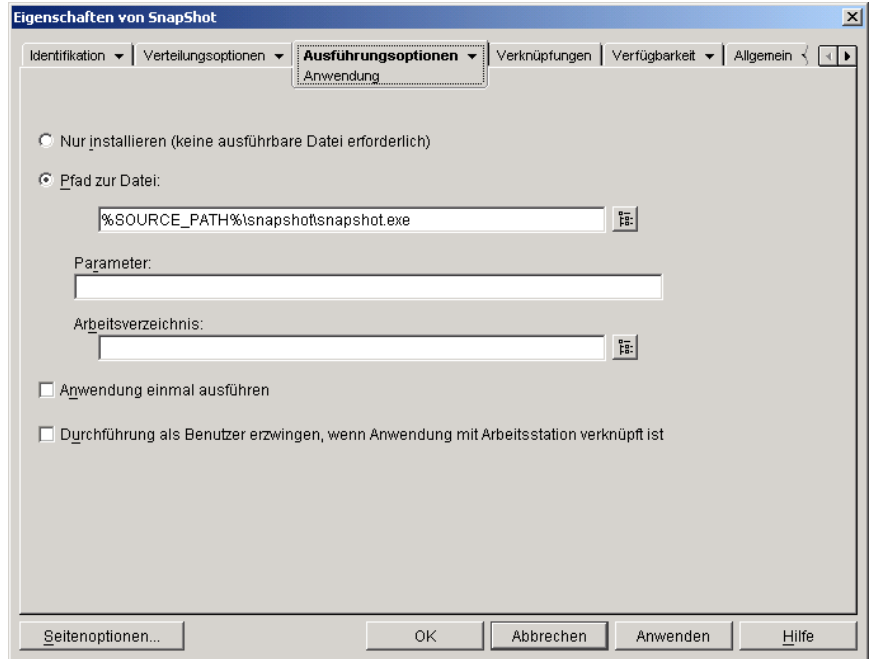 Eigenschaften von SnapShot
Identifikation
Verteilungsoptionen
Ausführungsoptionen
Verknüpfungen
Verfügbarkeit
Allgemein
Anwendung
Nur installieren (keine ausführbare Datei erforderlich)
Pfad zur Datei:
%SOURCE_PATH%\snapshot\snapshot.exe
Parameter:
Arbeitsverzeichnis:
Anwendung einmal ausführen
Durchführung als Benutzer erzwingen, wenn Anwendung mit Arbeitsstation verknüpft ist
Seitenoptionen...
OK
Abbrechen
Anwenden
Hilfe